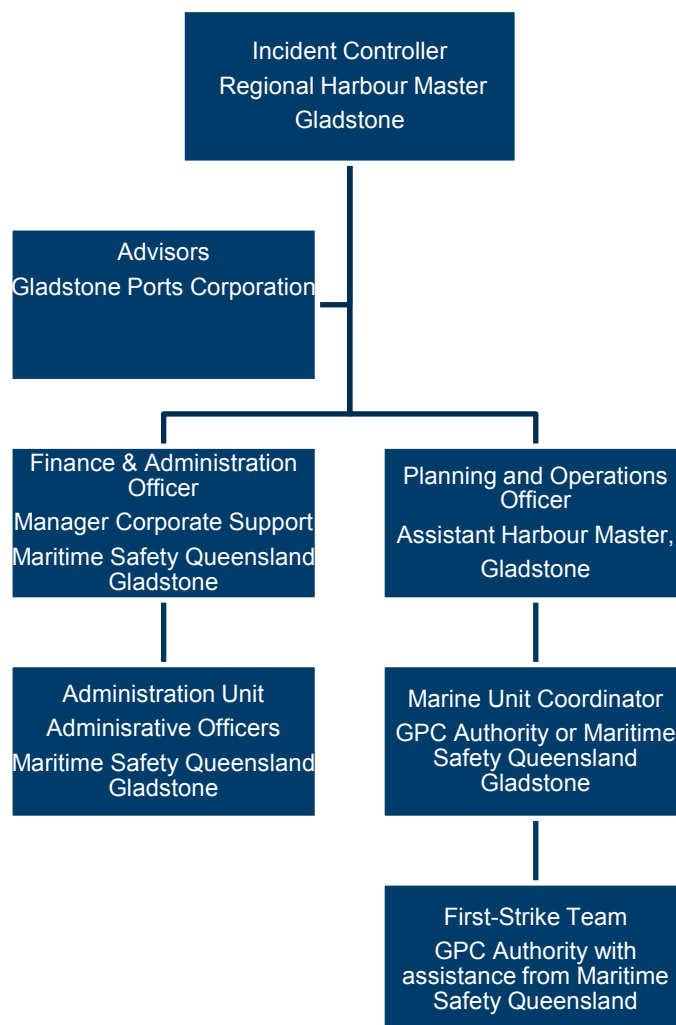 Incident Controller
Regional Harbour Master
Gladstone
Advisors
Gladstone Ports Corporation
Finance & Administration
Officer
Manager Corporate Support
Maritime Safety Queensland
Gladstone
Planning and Operations
Officer
Assistant Harbour Master,
Gladstone
Administration Unit
Adminisrative Officers
Maritime Safety Queensland
Gladstone
Marine Unit Coordinator
GPC Authority or Maritime
Safety Queensland
Gladstone
First-Strike Team
GPC Authority with
assistance from Maritime
Safety Queensland